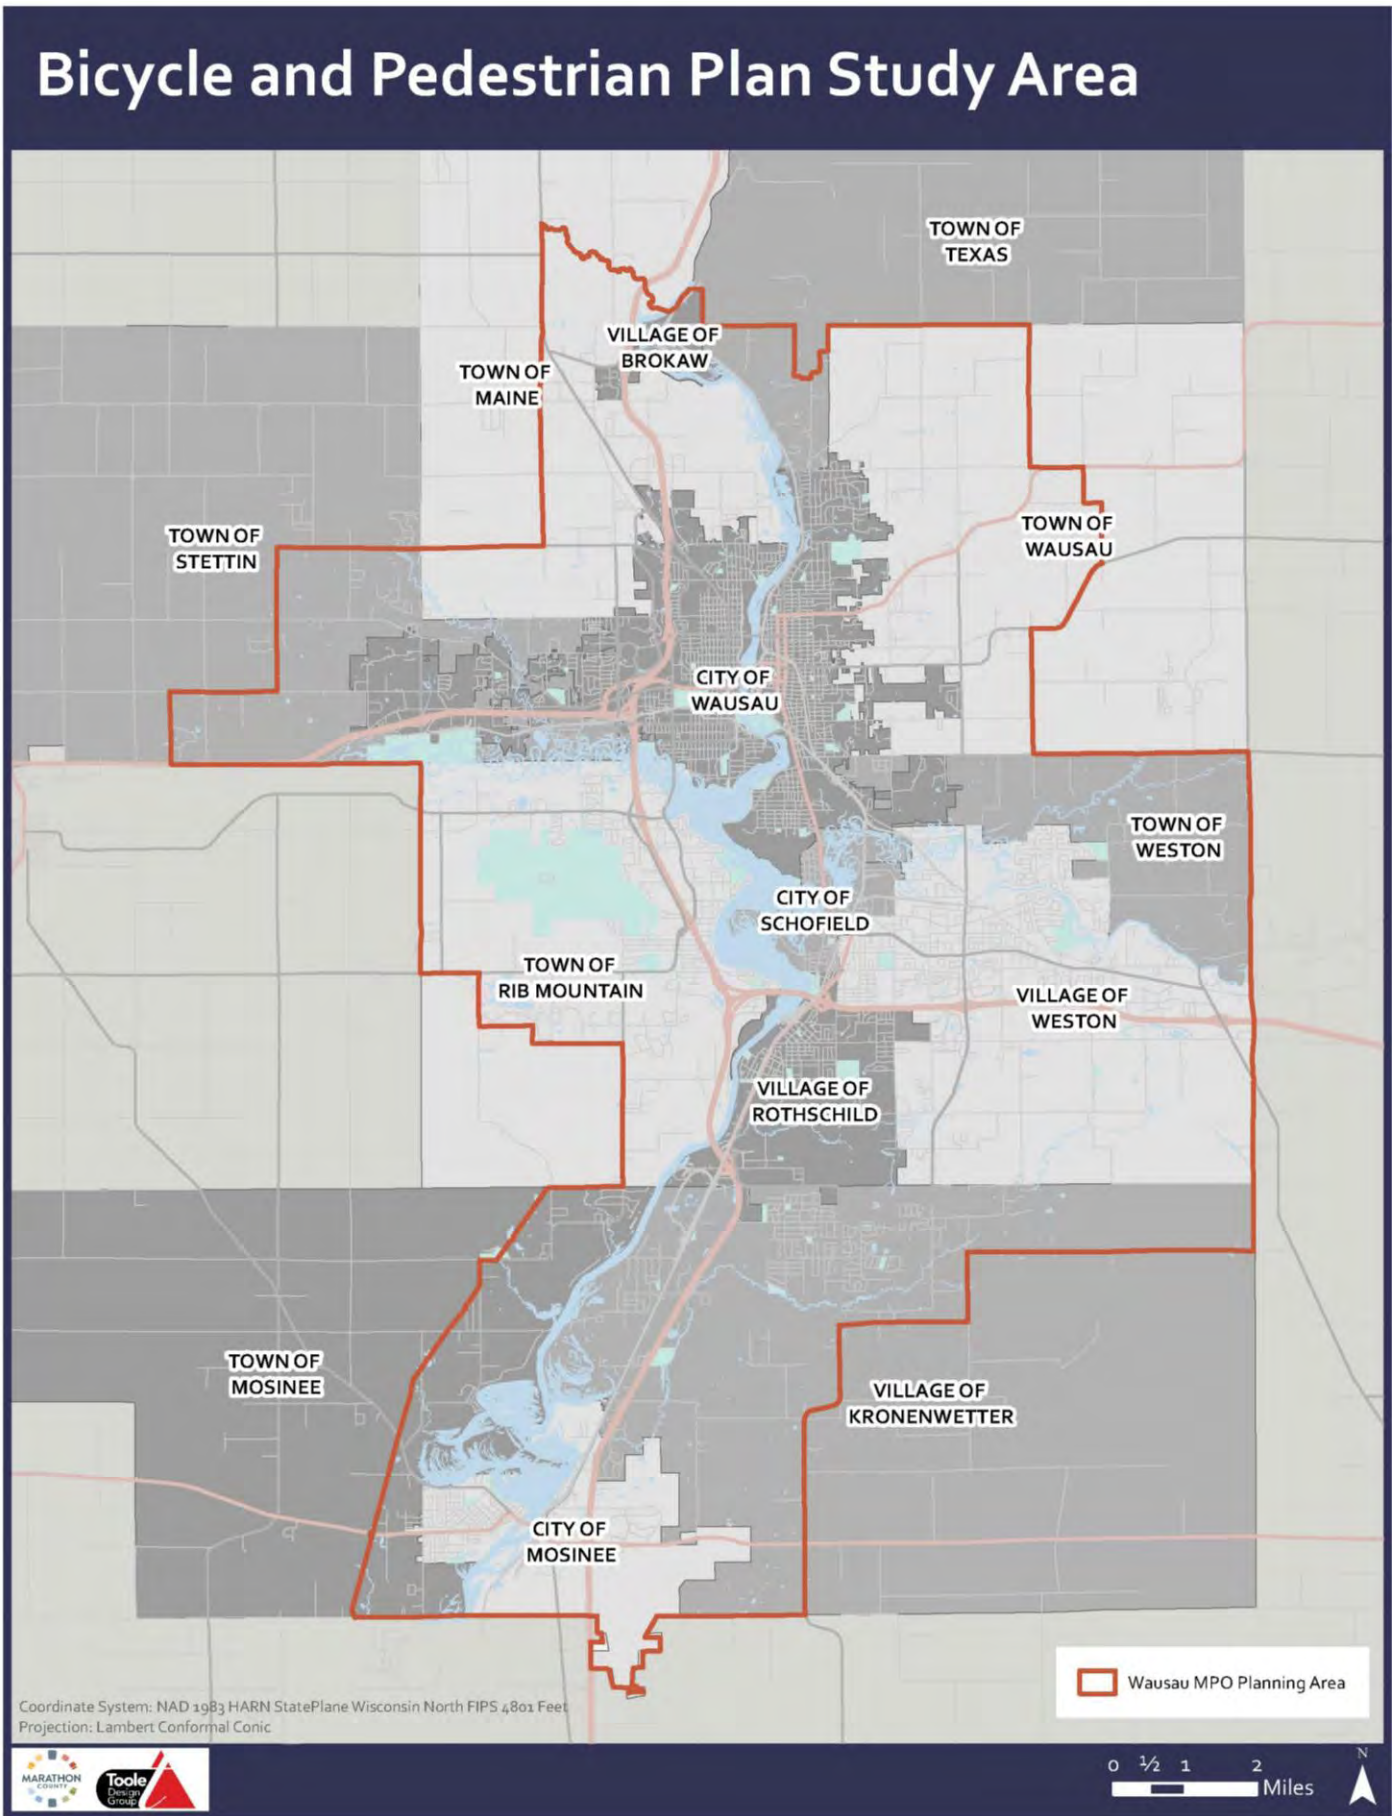 Bicycle and Pedestrian Plan Study Area
TOWN OF
TEXAS
VILLAGE OF
BROKAW
TOWN OF
MAINE
TOWN OF
STETTIN
TOWN OF
WAUSAU
CITY OF
WAUSAU
TOWN OF
WESTON
CITY OF
SCHOFIELD
TOWN OF
RIB MOUNTAIN
VILLAGE OF
WESTON
VILLAGE OF
ROTHSCHILD
TOWN OF
MOSINEE
VILLAGE OF
KRONENWETTER
CITY OF
MOSINEE
Wausau MPO Planning Area
Coordinate System: NAD 1983 HARN StatePlane Wisconsin North FIPS 4801 Feet
Projection: Lambert Conformal Conic
MARATHON
COUNTY
Toole
Design
Group
0 ½ 1 2
Miles
N